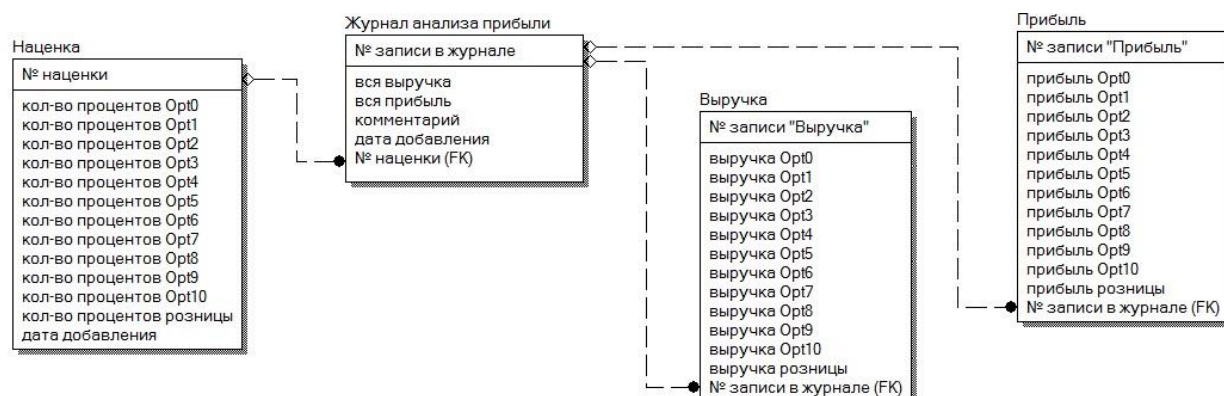 Наценка
№ наценки
кол-во процентов Opt0
кол-во процентов Opt1
кол-во процентов Opt2
кол-во процентов Opt3
кол-во процентов Opt4
кол-во процентов Opt5
кол-во процентов Opt6
кол-во процентов Opt7
кол-во процентов Opt8
кол-во процентов Opt9
кол-во процентов Opt10
кол-во процентов розницы
дата добавления
Журнал анализа прибыли
№ записи в журнале
вся выручка
вся прибыль
комментарий
дата добавления
№ наценки (FK)
Выручка
№ записи "Выручка"
выручка Opt0
выручка Opt1
выручка Opt2
выручка Opt3
выручка Opt4
выручка Opt5
выручка Opt6
выручка Opt7
выручка Opt8
выручка Opt9
выручка Opt10
выручка розницы
№ записи в журнале (FK)
Прибыль
№ записи "Прибыль"
прибыль Opt0
прибыль Opt1
прибыль Opt2
прибыль Opt3
прибыль Opt4
прибыль Opt5
прибыль Opt6
прибыль Opt7
прибыль Opt8
прибыль Opt9
прибыль Opt10
прибыль розницы
№ записи в журнале (FK)